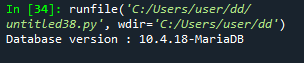 In [34]: runfile('C:/Users/user/dd/
untitled38.py', wdir='C:/Users/user/dd')
Database version : 10.4.18-MariaDB